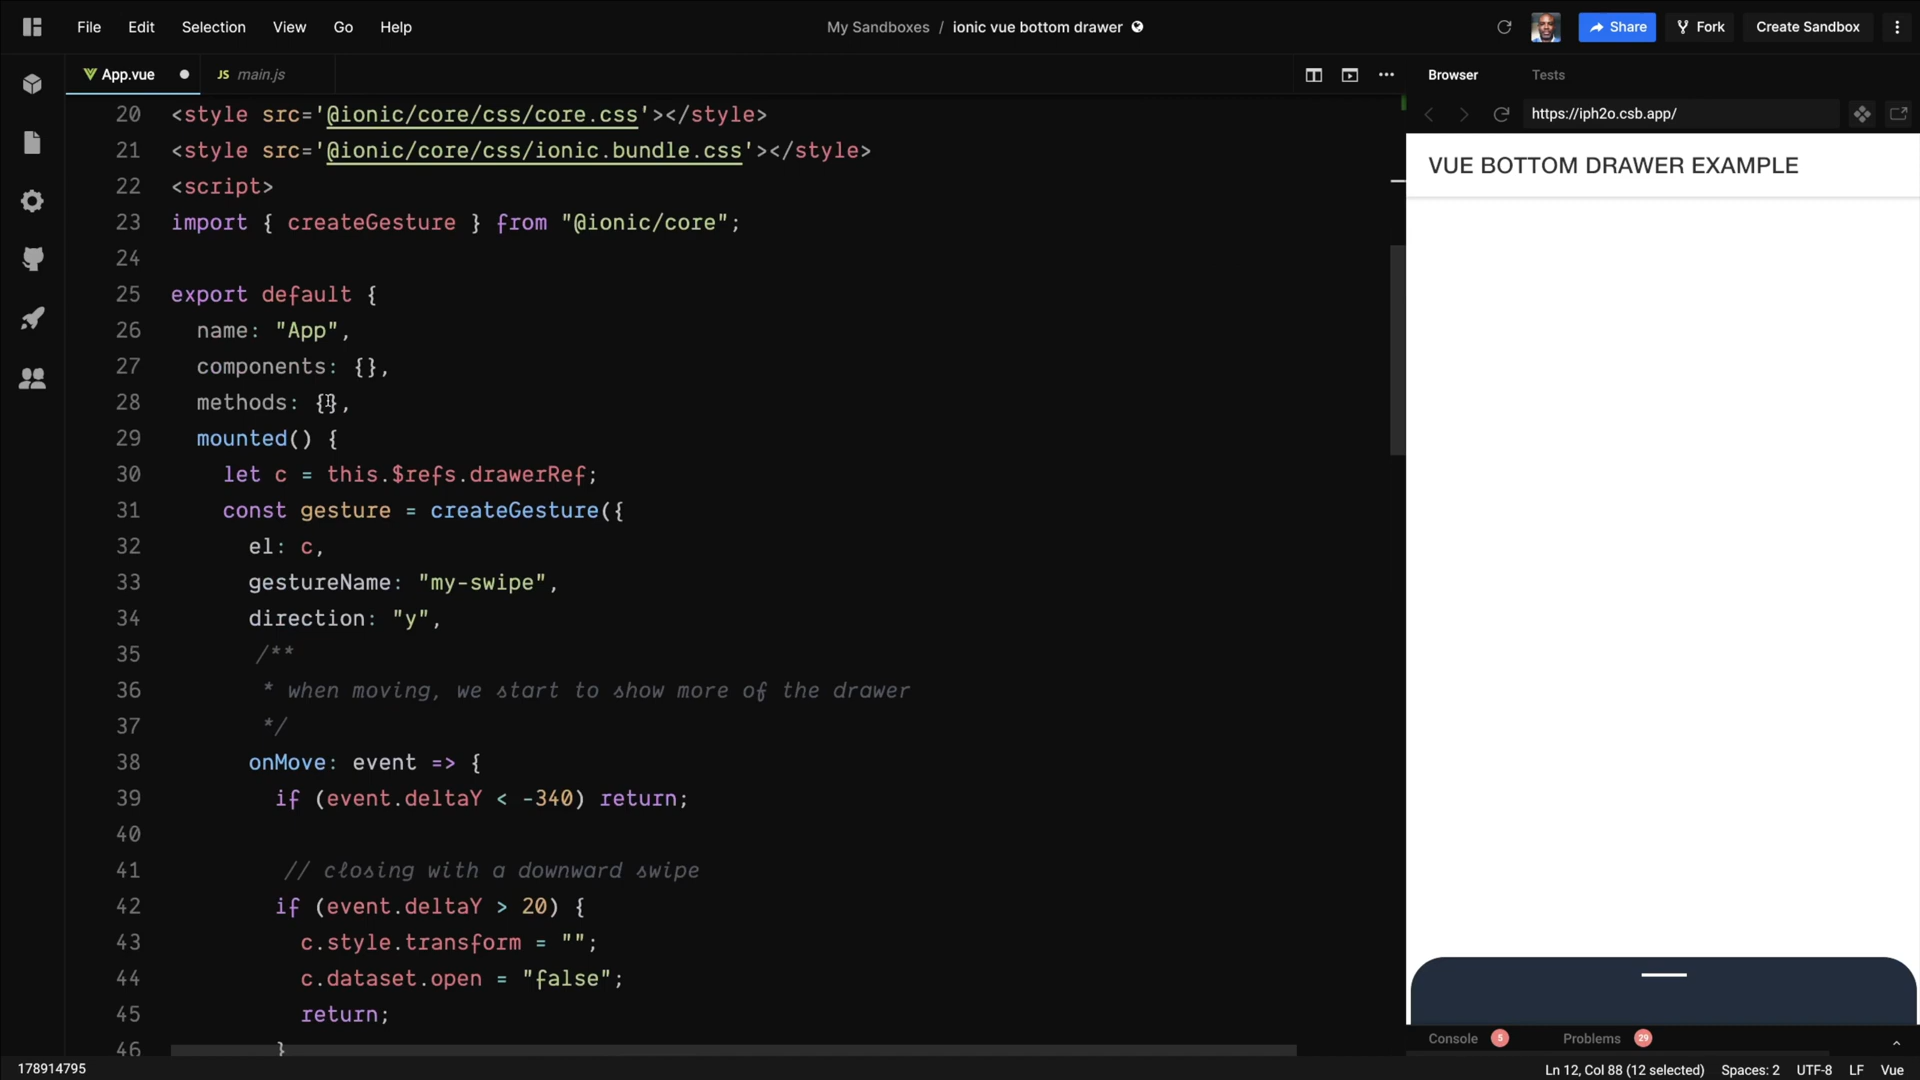 File Edit Selection View Go Help
My Sandboxes / ionic vue bottom drawer
Share Fork Create Sandbox
App.vue JS main.js
Browser Tests
https://iph2o.csb.app/
20 <style src='@ionic/core/css/core.css'></style>
21 <style src='@ionic/core/css/ionic.bundle.css'></style>
22 <script>
23 import { createGesture } from "@ionic/core";
24
25 export default {
26 name: "App",
27 components: {},
28 methods: {},
29 mounted() {
30 let c = this.$refs.drawerRef;
31 const gesture = createGesture({
32 el: c,
33 gestureName: "my-swipe",
34 direction: "y",
35 /**
36 * when moving, we start to show more of the drawer
37 */
38 onMove: event => {
39 if (event.deltaY < -340) return;
40
41 // closing with a downward swipe
42 if (event.deltaY > 20) {
43 c.style.transform = "";
44 c.dataset.open = "false";
45 return;
46 }
VUE BOTTOM DRAWER EXAMPLE
Console 5 Problems 29
178914795
Ln 12, Col 88 (12 selected) Spaces: 2 UTF-8 LF Vue